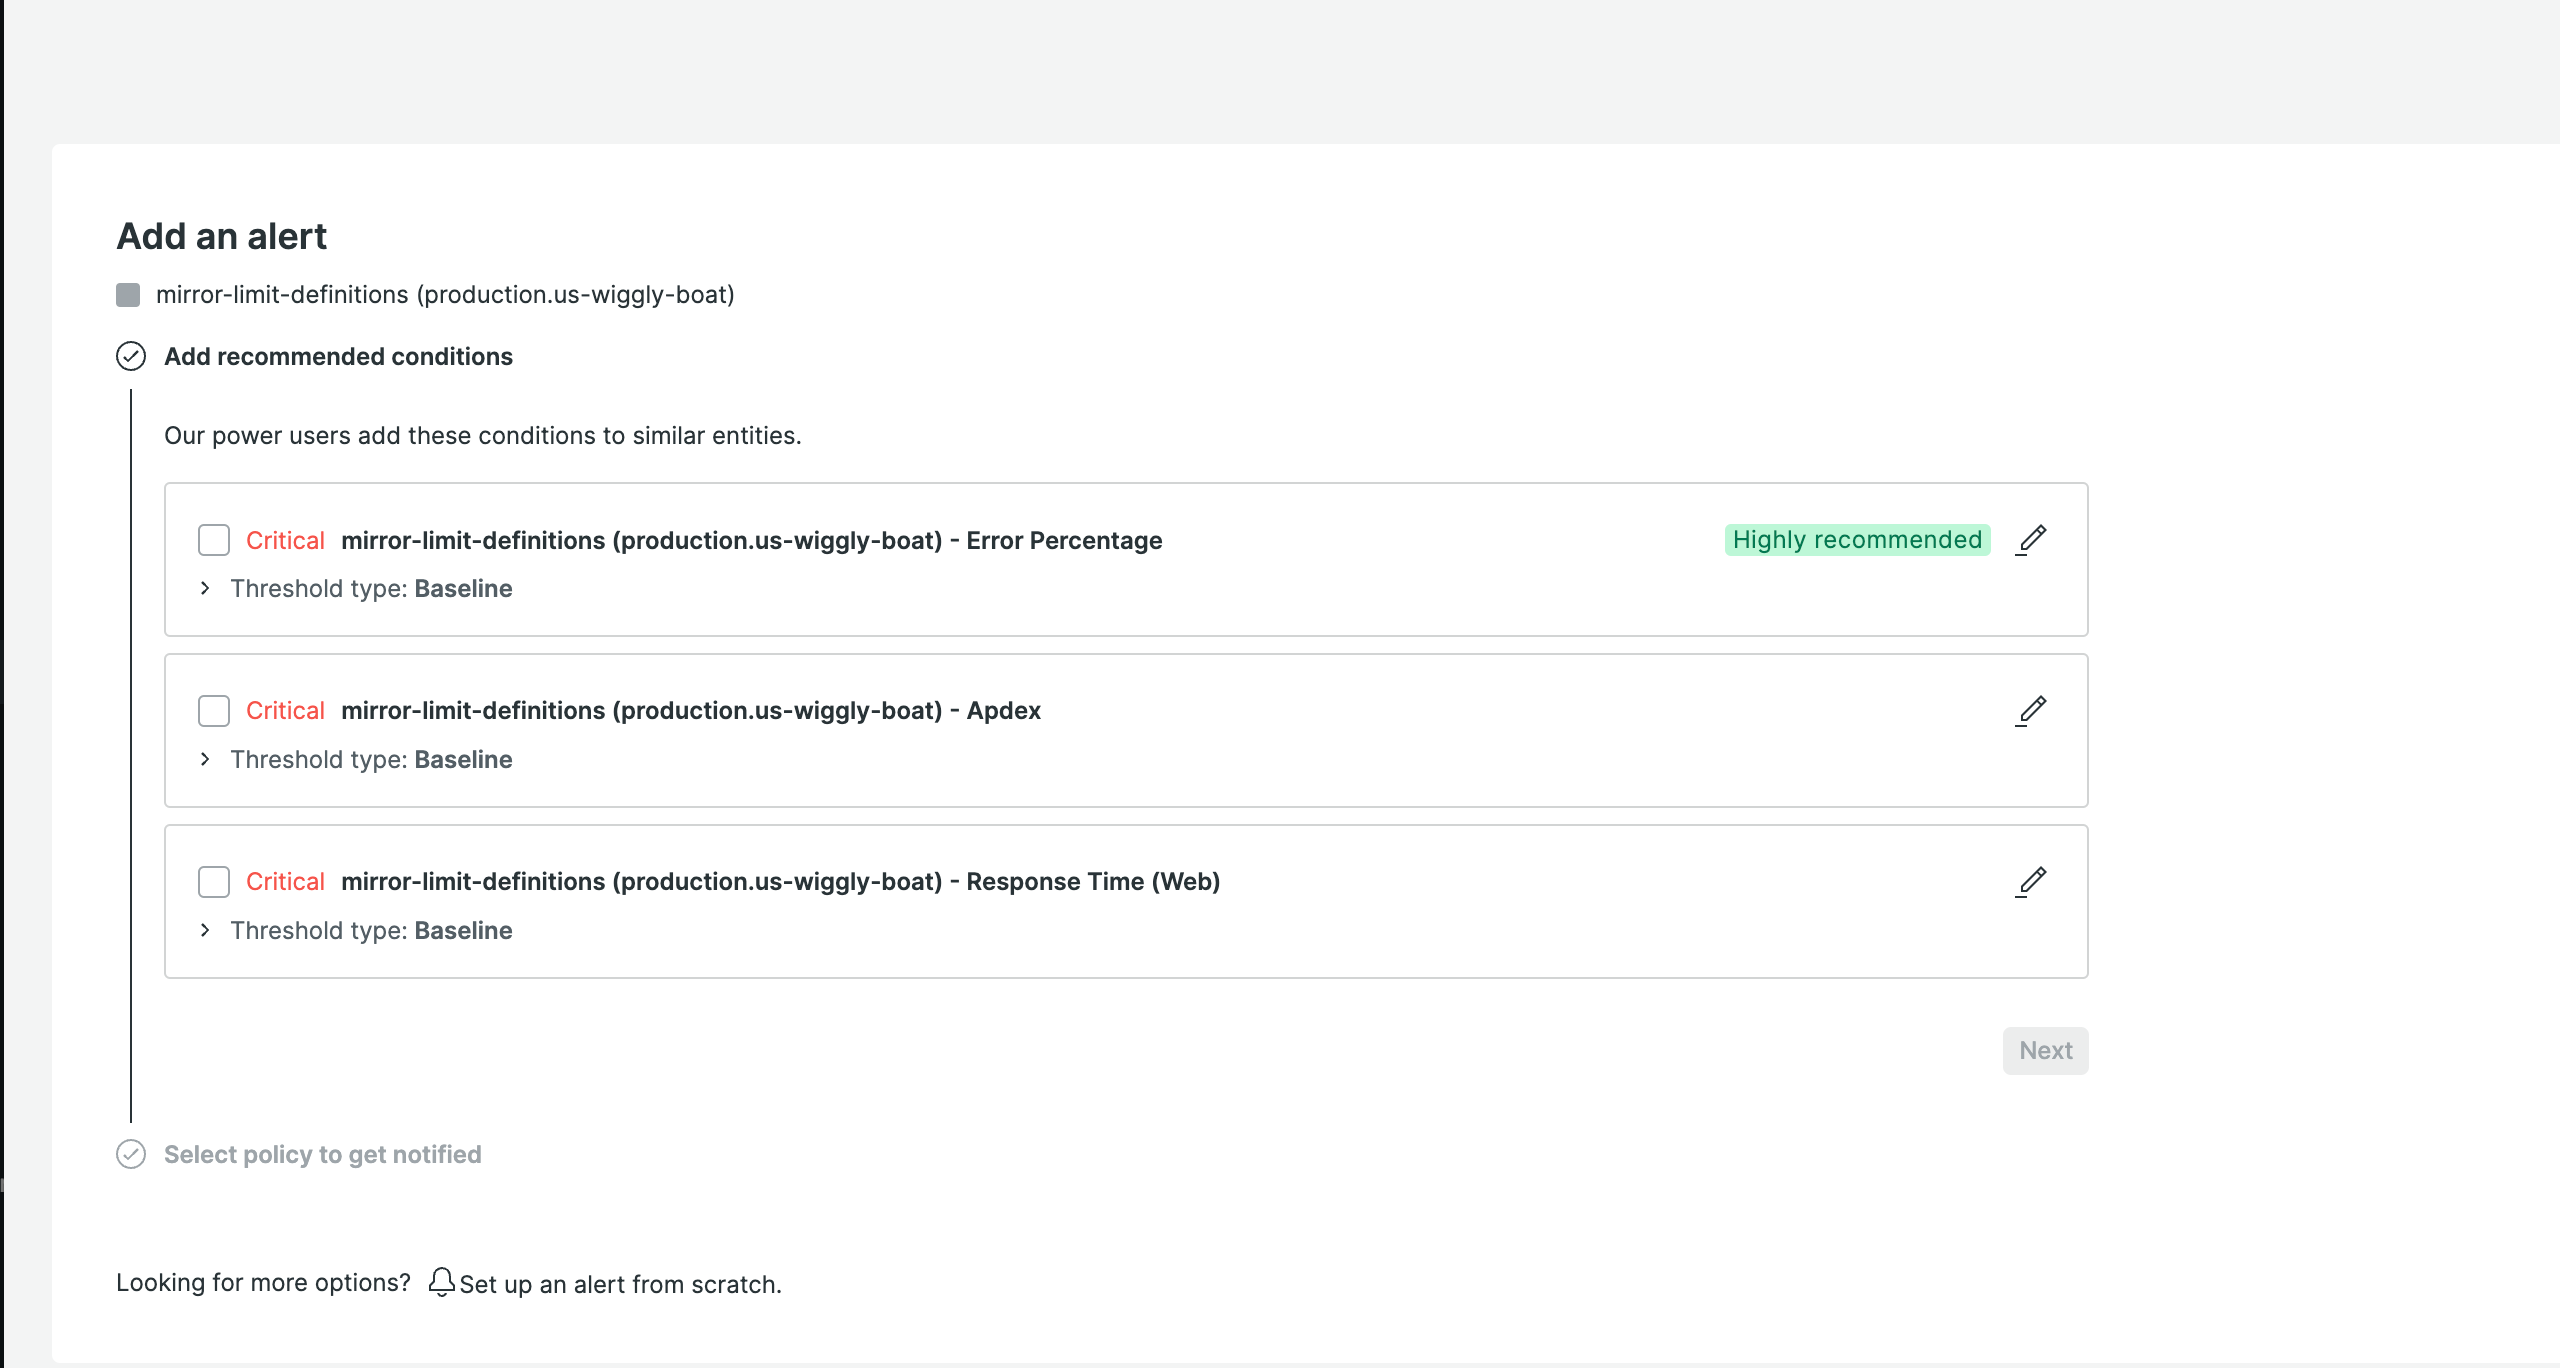 Add an alert
mirror-limit-definitions (production.us-wiggly-boat)
Add recommended conditions
Our power users add these conditions to similar entities.
Critical mirror-limit-definitions (production.us-wiggly-boat) - Error Percentage Highly recommended
Threshold type: Baseline
Critical mirror-limit-definitions (production.us-wiggly-boat) - Apdex
Threshold type: Baseline
Critical mirror-limit-definitions (production.us-wiggly-boat) - Response Time (Web)
Threshold type: Baseline
Next
Select policy to get notified
Looking for more options? Set up an alert from scratch.